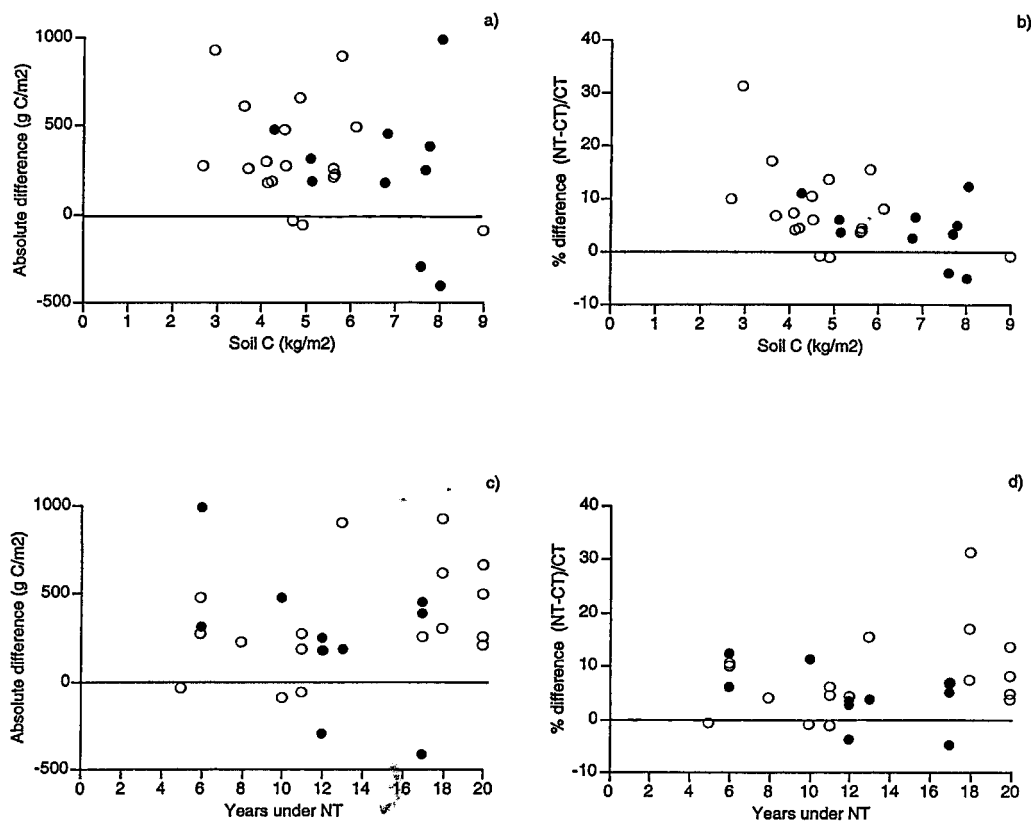 a)
1000
500
0
-500
Absolute difference (g C/m2)
0 1 2 3 4 5 6 7 8 9
Soil C (kg/m2)
b)
40
30
20
10
0
-10
% difference (NT-CT)/CT
0 1 2 3 4 5 6 7 8 9
Soil C (kg/m2)
c)
1000
500
0
-500
Absolute difference (g C/m2)
0 2 4 6 8 10 12 14 16 18 20
Years under NT
d)
40
30
20
10
0
-10
% difference (NT-CT)/CT
0 2 4 6 8 10 12 14 16 18 20
Years under NT